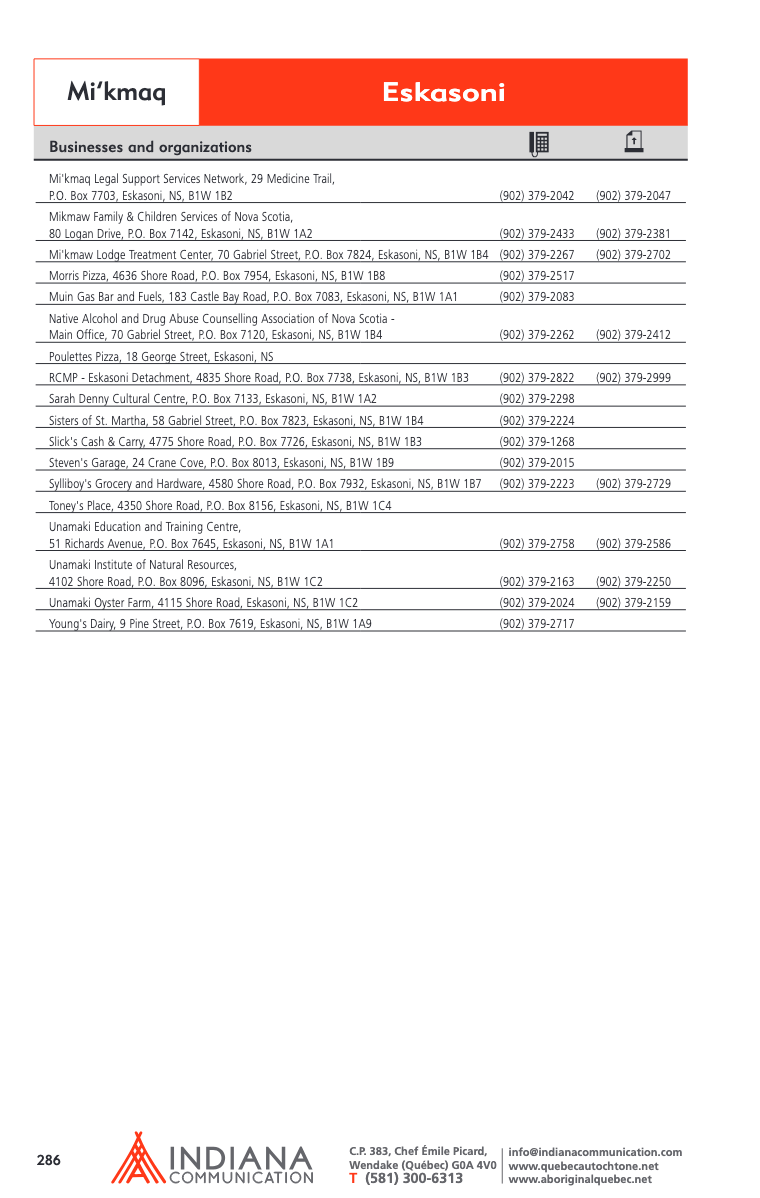 Mi'kmaq Eskasoni
Businesses and organizations
Mi'kmaq Legal Support Services Network, 29 Medicine Trail,
P.O. Box 7703, Eskasoni, NS, B1W 1B2 (902) 379-2042 (902) 379-2047
Mikmaw Family & Children Services of Nova Scotia,
80 Logan Drive, P.O. Box 7142, Eskasoni, NS, B1W 1A2 (902) 379-2433 (902) 379-2381
Mi'kmaw Lodge Treatment Center, 70 Gabriel Street, P.O. Box 7824, Eskasoni, NS, B1W 1B4 (902) 379-2267 (902) 379-2702
Morris Pizza, 4636 Shore Road, P.O. Box 7954, Eskasoni, NS, B1W 1B8 (902) 379-2517
Muin Gas Bar and Fuels, 183 Castle Bay Road, P.O. Box 7083, Eskasoni, NS, B1W 1A1 (902) 379-2083
Native Alcohol and Drug Abuse Counselling Association of Nova Scotia -
Main Office, 70 Gabriel Street, P.O. Box 7120, Eskasoni, NS, B1W 1B4 (902) 379-2262 (902) 379-2412
Poulettes Pizza, 18 George Street, Eskasoni, NS
RCMP - Eskasoni Detachment, 4835 Shore Road, P.O. Box 7738, Eskasoni, NS, B1W 1B3 (902) 379-2822 (902) 379-2999
Sarah Denny Cultural Centre, P.O. Box 7133, Eskasoni, NS, B1W 1A2 (902) 379-2298
Sisters of St. Martha, 58 Gabriel Street, P.O. Box 7823, Eskasoni, NS, B1W 1B4 (902) 379-2224
Slick's Cash & Carry, 4775 Shore Road, P.O. Box 7726, Eskasoni, NS, B1W 1B3 (902) 379-1268
Steven's Garage, 24 Crane Cove, P.O. Box 8013, Eskasoni, NS, B1W 1B9 (902) 379-2015
Sylliboy's Grocery and Hardware, 4580 Shore Road, P.O. Box 7932, Eskasoni, NS, B1W 1B7 (902) 379-2223 (902) 379-2729
Toney's Place, 4350 Shore Road, P.O. Box 8156, Eskasoni, NS, B1W 1C4
Unamaki Education and Training Centre,
51 Richards Avenue, P.O. Box 7645, Eskasoni, NS, B1W 1A1 (902) 379-2758 (902) 379-2586
Unamaki Institute of Natural Resources,
4102 Shore Road, P.O. Box 8096, Eskasoni, NS, B1W 1C2 (902) 379-2163 (902) 379-2250
Unamaki Oyster Farm, 4115 Shore Road, Eskasoni, NS, B1W 1C2 (902) 379-2024 (902) 379-2159
Young's Dairy, 9 Pine Street, P.O. Box 7619, Eskasoni, NS, B1W 1A9 (902) 379-2717
286
INDIANA
COMMUNICATION
C.P. 383, Chef Émile Picard,
Wendake (Québec) G0A 4V0
T (581) 300-6313
info@indianacommunication.com
www.quebecautochtone.net
www.aboriginalquebec.net